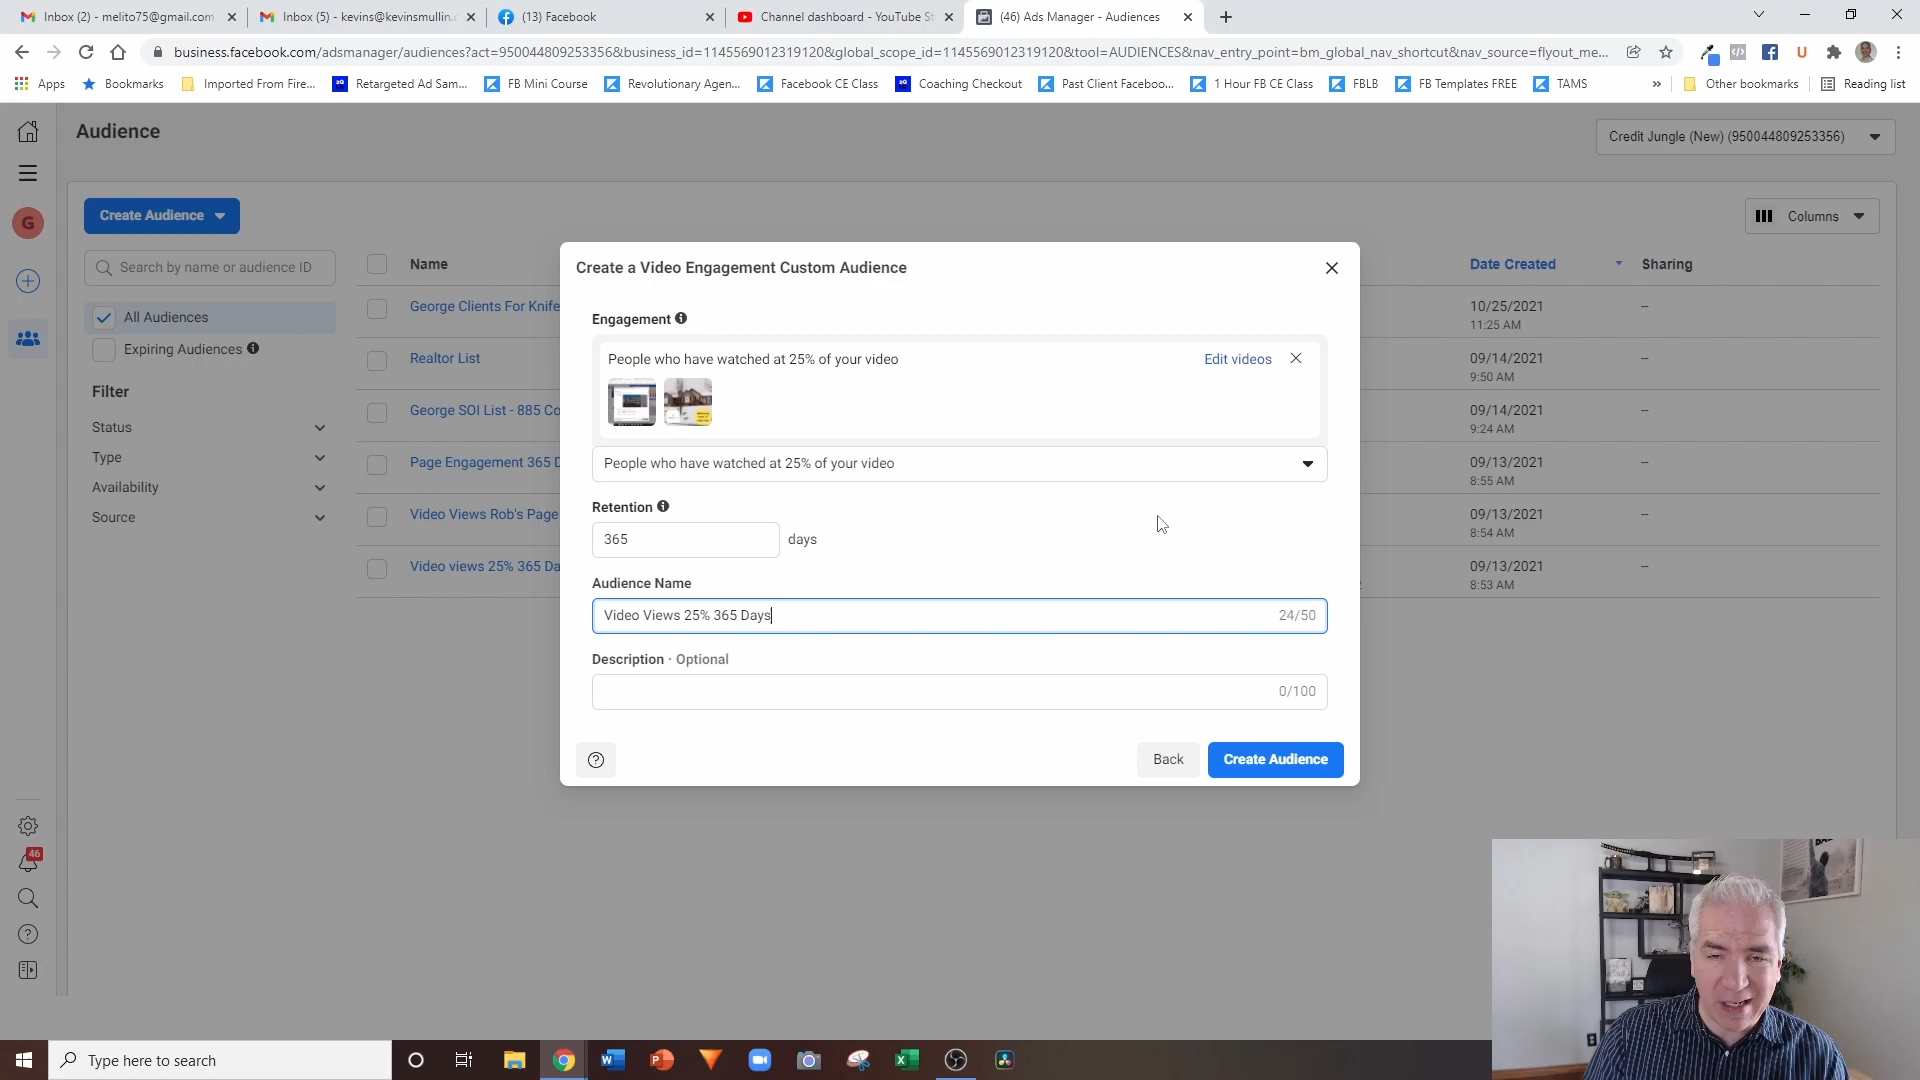 Inbox (2) - melito75@gmail.com
Inbox (5) - kevins@kevinsmullin.c
(13) Facebook
Channel dashboard - YouTube St
(46) Ads Manager - Audiences
business.facebook.com/adsmanager/audiences?act=950044809253356&business_id=1145569012319120&global_scope_id=1145569012319120&tool=AUDIENCES&nav_entry_point=bm_global_nav_shortcut&nav_source=flyout_me...
Apps
Bookmarks
Imported From Fire...
Retargeted Ad Sam...
FB Mini Course
Revolutionary Agen...
Facebook CE Class
Coaching Checkout
Past Client Faceboo...
1 Hour FB CE Class
FBLB
FB Templates FREE
TAMS
»
Other bookmarks
Reading list
Audience
Credit Jungle (New) (950044809253356)
G
Create Audience
Columns
Search by name or audience ID
Name
Date Created
Sharing
All Audiences
Expiring Audiences
Filter
Status
Type
Availability
Source
George Clients For Knife
10/25/2021
11:25 AM
--
Realtor List
09/14/2021
9:50 AM
--
George SOI List - 885 Co
09/14/2021
9:24 AM
--
Page Engagement 365 D
09/13/2021
8:55 AM
--
Video Views Rob's Page
09/13/2021
8:54 AM
--
Video views 25% 365 Da
09/13/2021
8:53 AM
--
Create a Video Engagement Custom Audience
Engagement
People who have watched at 25% of your video
Edit videos
People who have watched at 25% of your video
Retention
365
days
Audience Name
Video Views 25% 365 Days
24/50
Description · Optional
0/100
Back
Create Audience
46
Type here to search